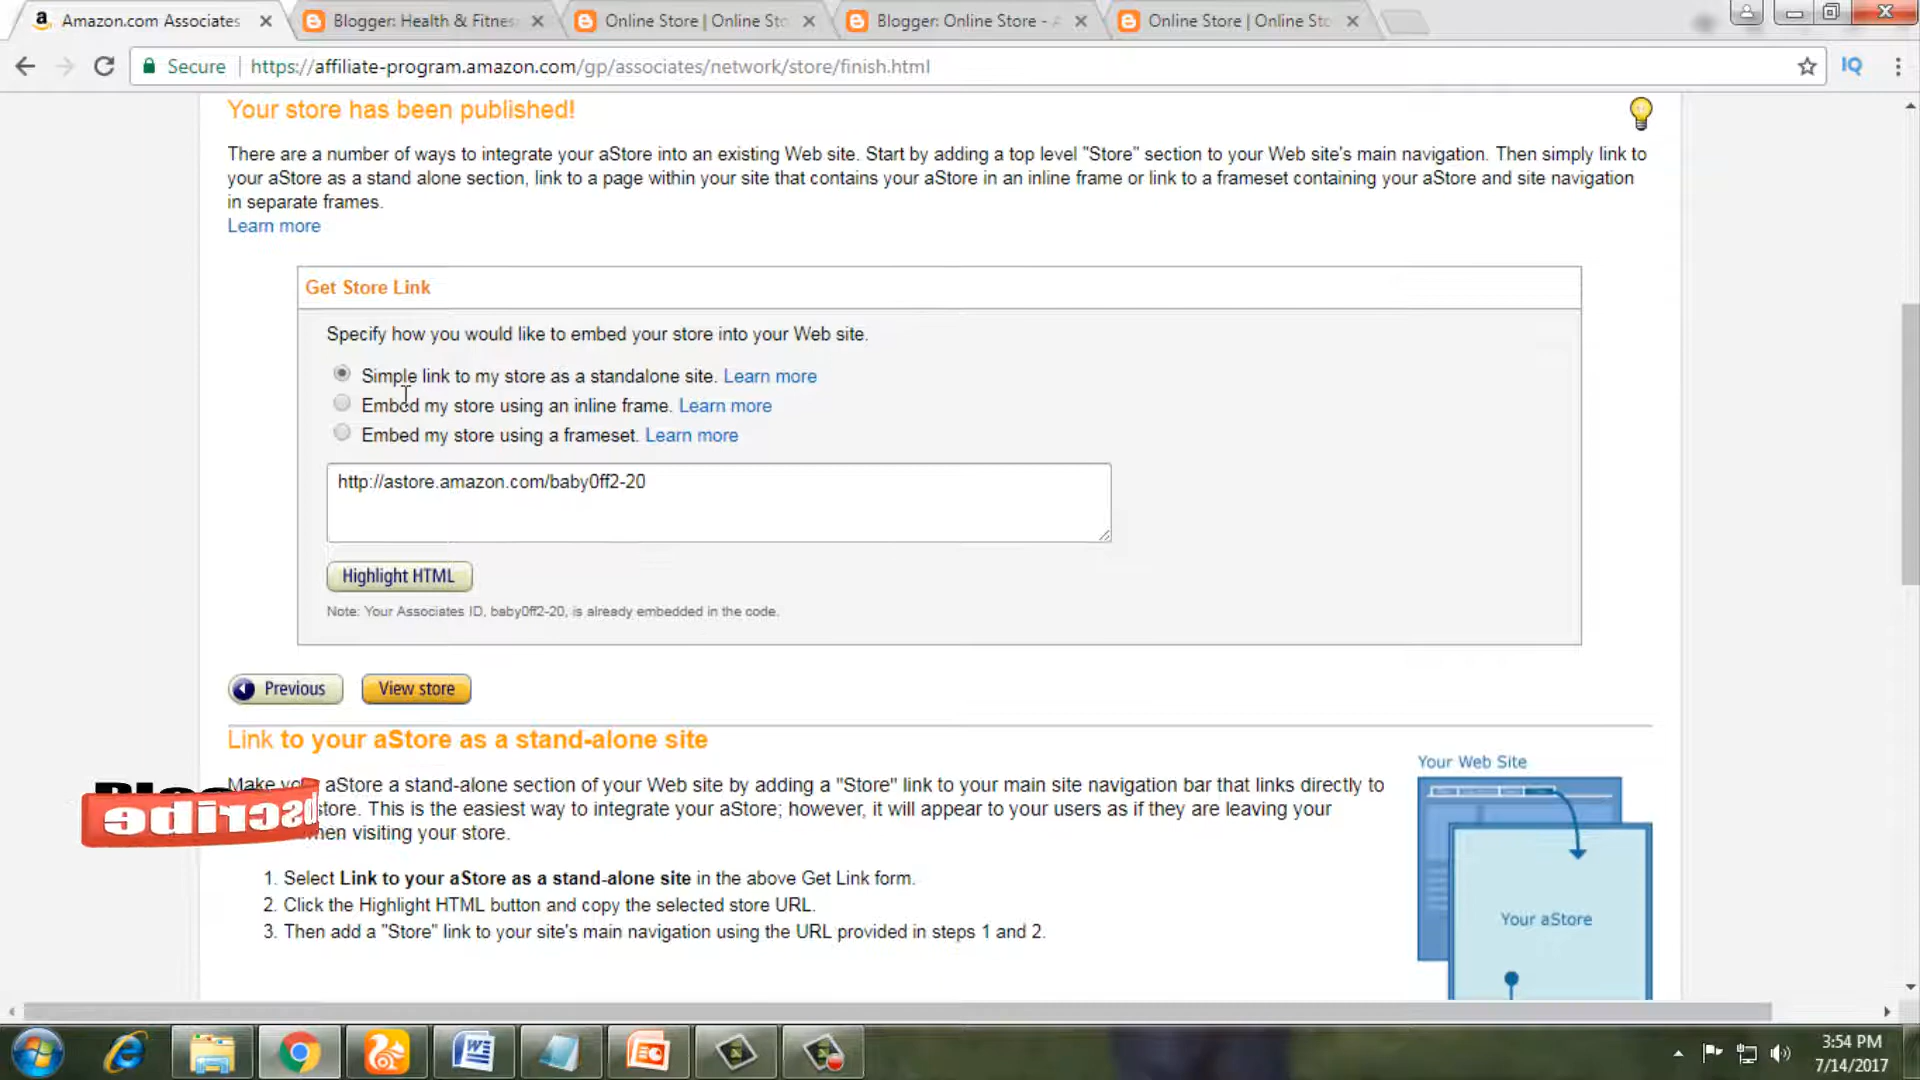 Amazon.com Associates
Blogger: Health & Fitnes
Online Store | Online Sto
Blogger: Online Store -
Online Store | Online Sto
Secure
https://affiliate-program.amazon.com/gp/associates/network/store/finish.html
IQ
Your store has been published!
There are a number of ways to integrate your aStore into an existing Web site. Start by adding a top level "Store" section to your Web site's main navigation. Then simply link to
your aStore as a stand alone section, link to a page within your site that contains your aStore in an inline frame or link to a frameset containing your aStore and site navigation
in separate frames.
Learn more
Get Store Link
Specify how you would like to embed your store into your Web site.
Simple link to my store as a standalone site. Learn more
Embed my store using an inline frame. Learn more
Embed my store using a frameset. Learn more
http://astore.amazon.com/baby0ff2-20
Highlight HTML
Note: Your Associates ID, baby0ff2-20, is already embedded in the code.
Previous
View store
Link to your aStore as a stand-alone site
Your Web Site
Make aStore a stand-alone section of your Web site by adding a "Store" link to your main site navigation bar that links directly to
store. This is the easiest way to integrate your aStore; however, it will appear to your users as if they are leaving your
when visiting your store.
1. Select Link to your aStore as a stand-alone site in the above Get Link form.
2. Click the Highlight HTML button and copy the selected store URL.
3. Then add a "Store" link to your site's main navigation using the URL provided in steps 1 and 2.
Your aStore
3:54 PM
7/14/2017